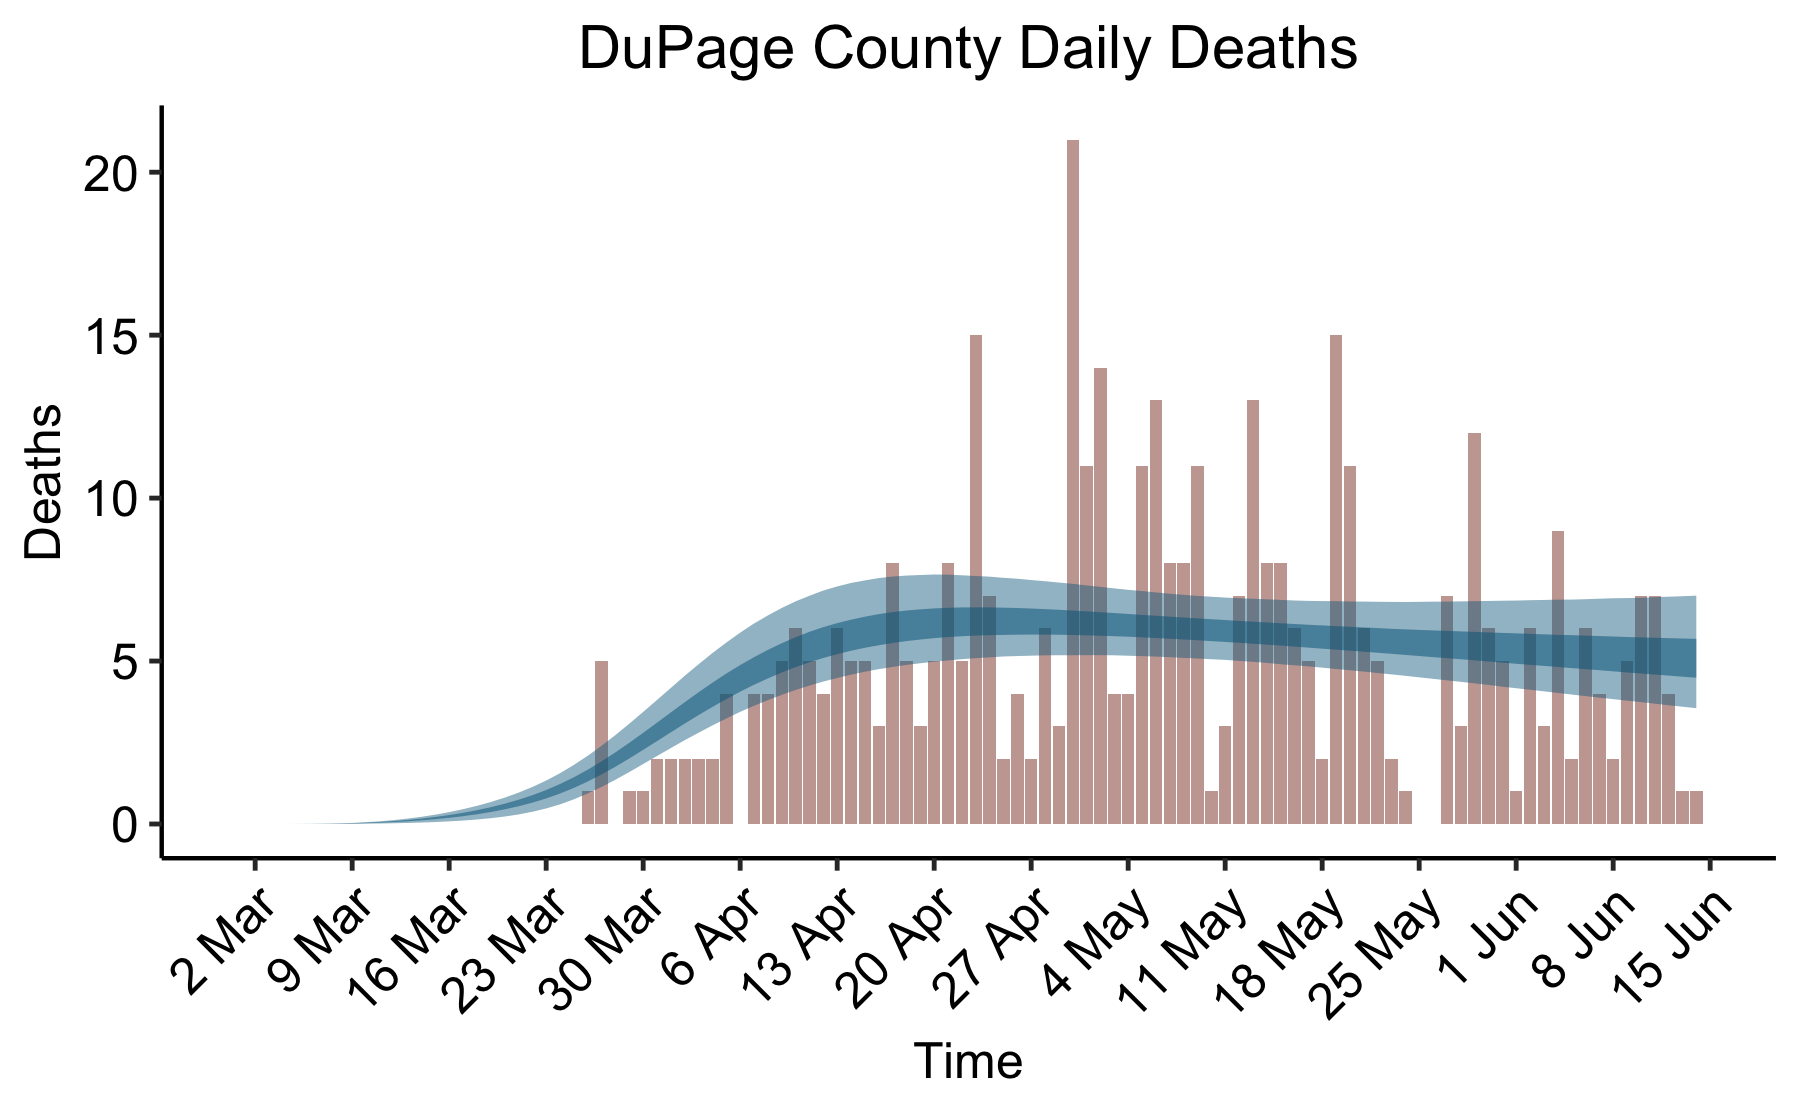 DuPage County Daily Deaths
Deaths
20
15
10
5
0
2 Mar
9 Mar
16 Mar
23 Mar
30 Mar
6 Apr
13 Apr
20 Apr
27 Apr
4 May
11 May
18 May
25 May
1 Jun
8 Jun
15 Jun
Time